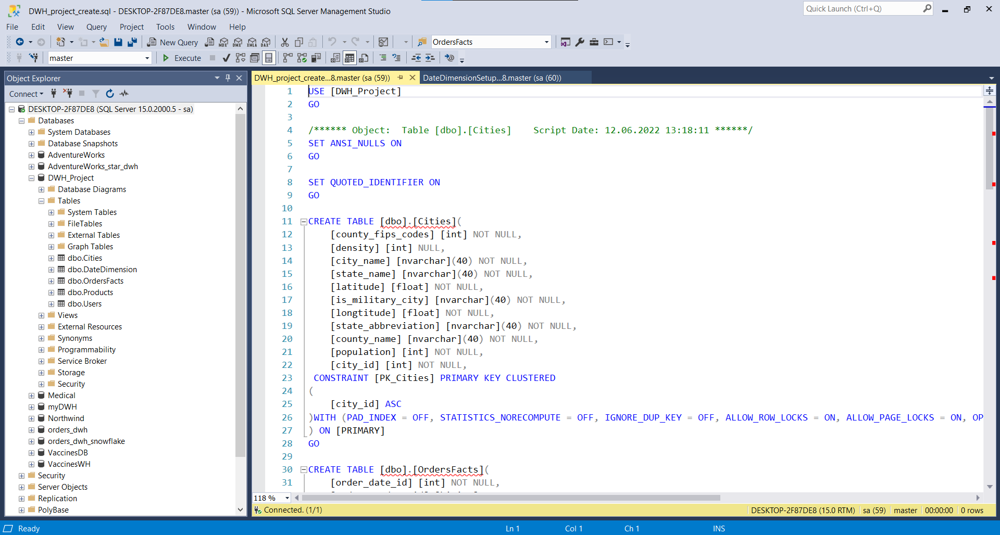 DWH_project_create.sql - DESKTOP-2F87DE8.master (sa (59)) - Microsoft SQL Server Management Studio
Quick Launch (Ctrl+Q)
File Edit View Query Project Tools Window Help
New Query MDX DMX XMLA DAX OrdersFacts
master Execute
Object Explorer
Connect
DESKTOP-2F87DE8 (SQL Server 15.0.2000.5 - sa)
Databases
System Databases
Database Snapshots
AdventureWorks
AdventureWorks_star_dwh
DWH_Project
Database Diagrams
Tables
System Tables
FileTables
External Tables
Graph Tables
dbo.Cities
dbo.DateDimension
dbo.OrdersFacts
dbo.Products
dbo.Users
Views
External Resources
Synonyms
Programmability
Service Broker
Storage
Security
Medical
myDWH
Northwind
orders_dwh
orders_dwh_snowflake
VaccinesDB
VaccinesWH
Security
Server Objects
Replication
PolyBase
DWH_project_create...8.master (sa (59)) DateDimensionSetup...8.master (sa (60))
1 USE [DWH_Project]
2 GO
3
4 /****** Object:  Table [dbo].[Cities]    Script Date: 12.06.2022 13:18:11 ******/
5 SET ANSI_NULLS ON
6 GO
7
8 SET QUOTED_IDENTIFIER ON
9 GO
10
11 CREATE TABLE [dbo].[Cities](
12 [county_fips_codes] [int] NOT NULL,
13 [density] [int] NULL,
14 [city_name] [nvarchar](40) NOT NULL,
15 [state_name] [nvarchar](40) NOT NULL,
16 [latitude] [float] NOT NULL,
17 [is_military_city] [nvarchar](40) NOT NULL,
18 [longtitude] [float] NOT NULL,
19 [state_abbreviation] [nvarchar](40) NOT NULL,
20 [county_name] [nvarchar](40) NOT NULL,
21 [population] [int] NOT NULL,
22 [city_id] [int] NOT NULL,
23 CONSTRAINT [PK_Cities] PRIMARY KEY CLUSTERED
24 (
25 [city_id] ASC
26 )WITH (PAD_INDEX = OFF, STATISTICS_NORECOMPUTE = OFF, IGNORE_DUP_KEY = OFF, ALLOW_ROW_LOCKS = ON, ALLOW_PAGE_LOCKS = ON, OP
27 ) ON [PRIMARY]
28 GO
29
30 CREATE TABLE [dbo].[OrdersFacts](
31 [order_date_id] [int] NOT NULL,
118 %
Connected. (1/1) DESKTOP-2F87DE8 (15.0 RTM) sa (59) master 00:00:00 0 rows
Ready Ln 1 Col 1 Ch 1 INS